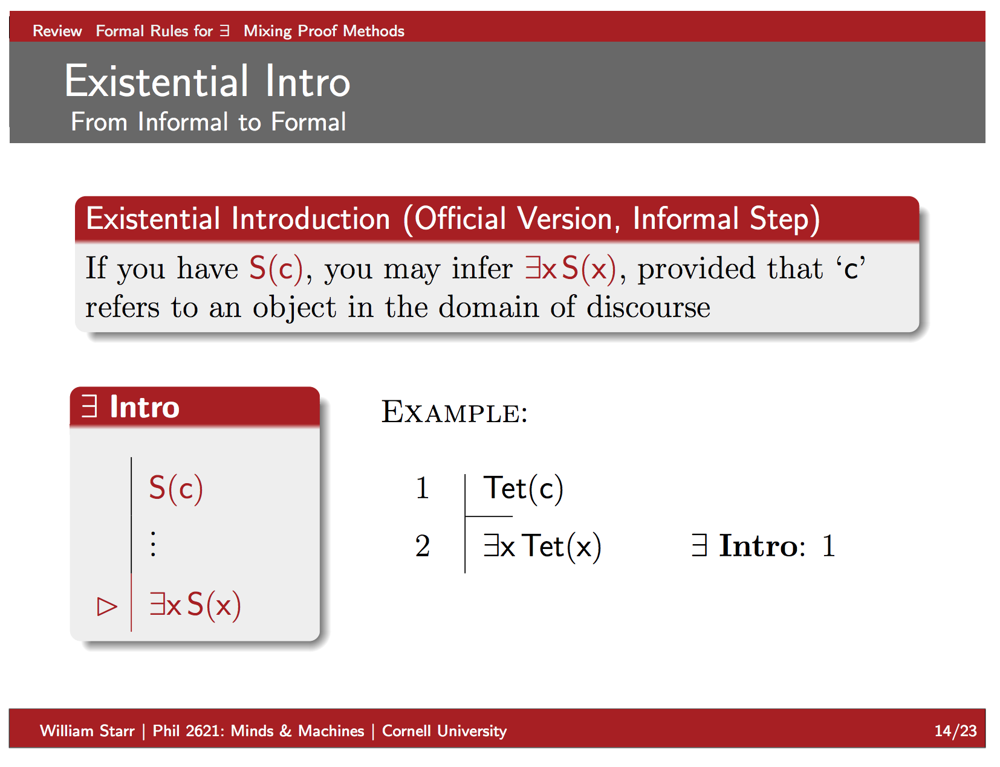 Review Formal Rules for ∃ Mixing Proof Methods
Existential Intro
From Informal to Formal
Existential Introduction (Official Version, Informal Step)
If you have S(c), you may infer ∃x S(x), provided that ‘c’
refers to an object in the domain of discourse
∃ Intro
S(c)
⋮
▷ ∃x S(x)
EXAMPLE:
1 Tet(c)
2 ∃x Tet(x) ∃ Intro: 1
William Starr | Phil 2621: Minds & Machines | Cornell University 14/23